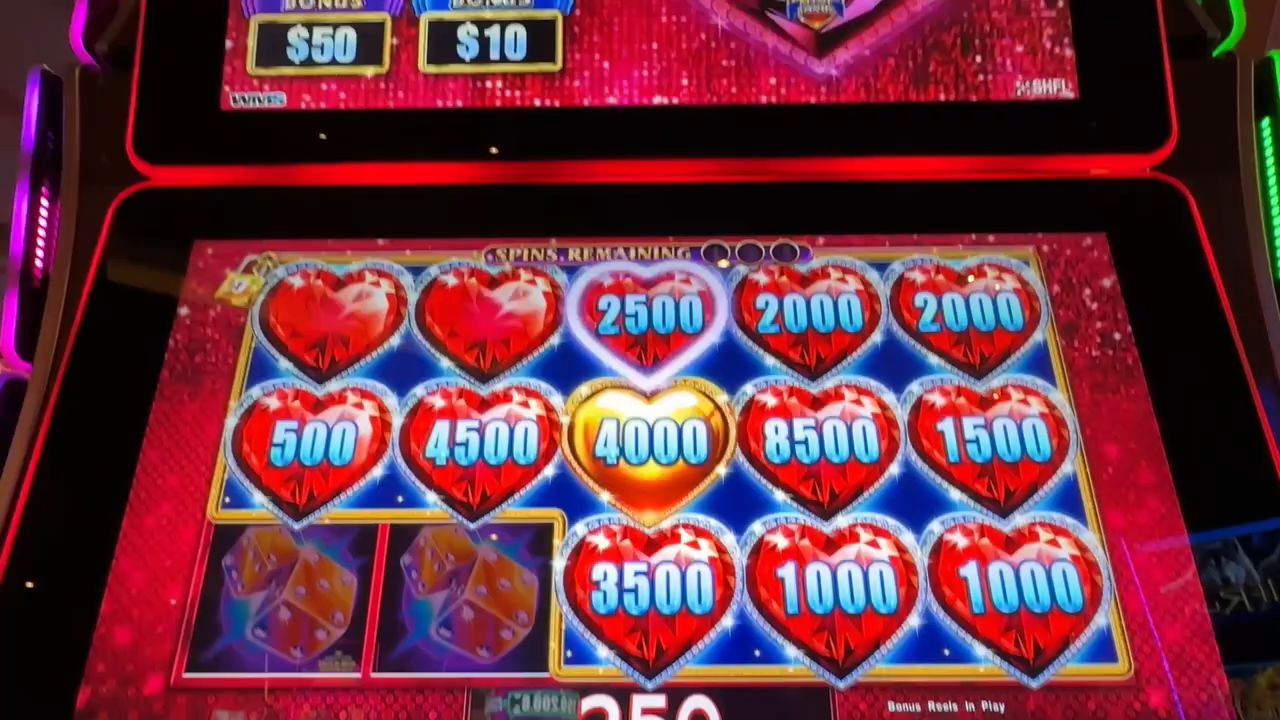 BONUS BONUS
$50 $10
SHFL
SPINS REMAINING
2500 2000 2000
500 4500 4000 8500 1500
3500 1000 1000
250
Bonus Reels In Play